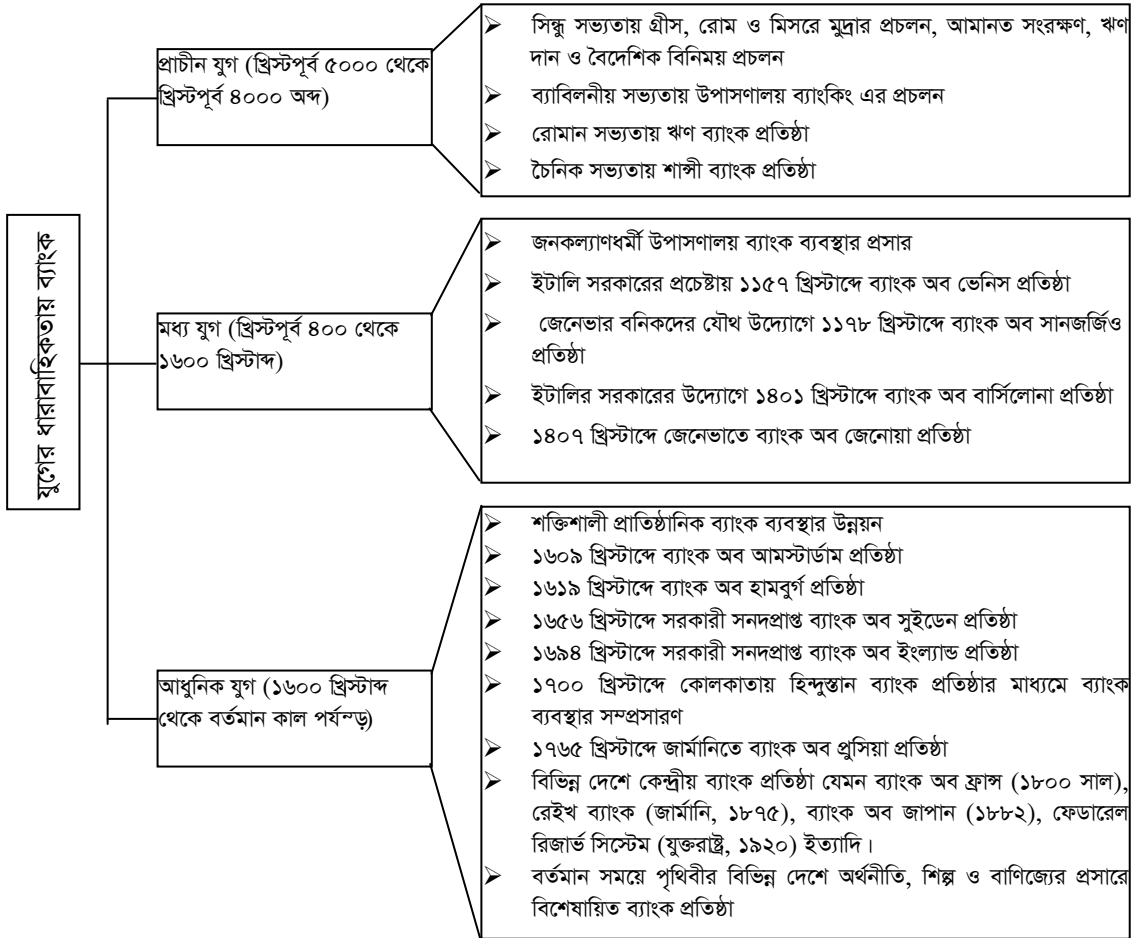 যুগের ধারাবাহিকতায় ব্যাংক
প্রাচীন যুগ (খ্রিস্টপূর্ব ৫০০০ থেকে
খ্রিস্টপূর্ব ৪০০০ অব্দ)
➢ সিন্ধু সভ্যতায় গ্রীস, রোম ও মিসরে মুদ্রার প্রচলন, আমানত সংরক্ষণ, ঋণ
দান ও বৈদেশিক বিনিময় প্রচলন
➢ ব্যাবিলনীয় সভ্যতায় উপাসণালয় ব্যাংকিং এর প্রচলন
➢ রোমান সভ্যতায় ঋণ ব্যাংক প্রতিষ্ঠা
➢ চৈনিক সভ্যতায় শান্সী ব্যাংক প্রতিষ্ঠা
মধ্য যুগ (খ্রিস্টপূর্ব ৪০০ থেকে
১৬০০ খ্রিস্টাব্দ)
➢ জনকল্যাণধর্মী উপাসণালয় ব্যাংক ব্যবস্থার প্রসার
➢ ইটালি সরকারের প্রচেষ্টায় ১১৫৭ খ্রিস্টাব্দে ব্যাংক অব ভেনিস প্রতিষ্ঠা
➢ জেনেভার বনিকদের যৌথ উদ্যোগে ১১৭৮ খ্রিস্টাব্দে ব্যাংক অব সানজর্জিও
প্রতিষ্ঠা
➢ ইটালির সরকারের উদ্যোগে ১৪০১ খ্রিস্টাব্দে ব্যাংক অব বার্সিলোনা প্রতিষ্ঠা
➢ ১৪০৭ খ্রিস্টাব্দে জেনেভাতে ব্যাংক অব জেনোয়া প্রতিষ্ঠা
আধুনিক যুগ (১৬০০ খ্রিস্টাব্দ
থেকে বর্তমান কাল পর্যন্ড়)
➢ শক্তিশালী প্রাতিষ্ঠানিক ব্যাংক ব্যবস্থার উন্নয়ন
➢ ১৬০৯ খ্রিস্টাব্দে ব্যাংক অব আমস্টার্ডাম প্রতিষ্ঠা
➢ ১৬১৯ খ্রিস্টাব্দে ব্যাংক অব হামবুর্গ প্রতিষ্ঠা
➢ ১৬৫৬ খ্রিস্টাব্দে সরকারী সনদপ্রাপ্ত ব্যাংক অব সুইডেন প্রতিষ্ঠা
➢ ১৬৯৪ খ্রিস্টাব্দে সরকারী সনদপ্রাপ্ত ব্যাংক অব ইংল্যান্ড প্রতিষ্ঠা
➢ ১৭০০ খ্রিস্টাব্দে কোলকাতায় হিন্দুস্তান ব্যাংক প্রতিষ্ঠার মাধ্যমে ব্যাংক
ব্যবস্থার সম্প্রসারণ
➢ ১৭৬৫ খ্রিস্টাব্দে জার্মানিতে ব্যাংক অব প্রুসিয়া প্রতিষ্ঠা
➢ বিভিন্ন দেশে কেন্দ্রীয় ব্যাংক প্রতিষ্ঠা যেমন ব্যাংক অব ফ্রান্স (১৮০০ সাল),
রেইখ ব্যাংক (জার্মানি, ১৮৭৫), ব্যাংক অব জাপান (১৮৮২), ফেডারেল
রিজার্ভ সিস্টেম (যুক্তরাষ্ট্র, ১৯২০) ইত্যাদি।
➢ বর্তমান সময়ে পৃথিবীর বিভিন্ন দেশে অর্থনীতি, শিল্প ও বাণিজ্যের প্রসারে
বিশেষায়িত ব্যাংক প্রতিষ্ঠা